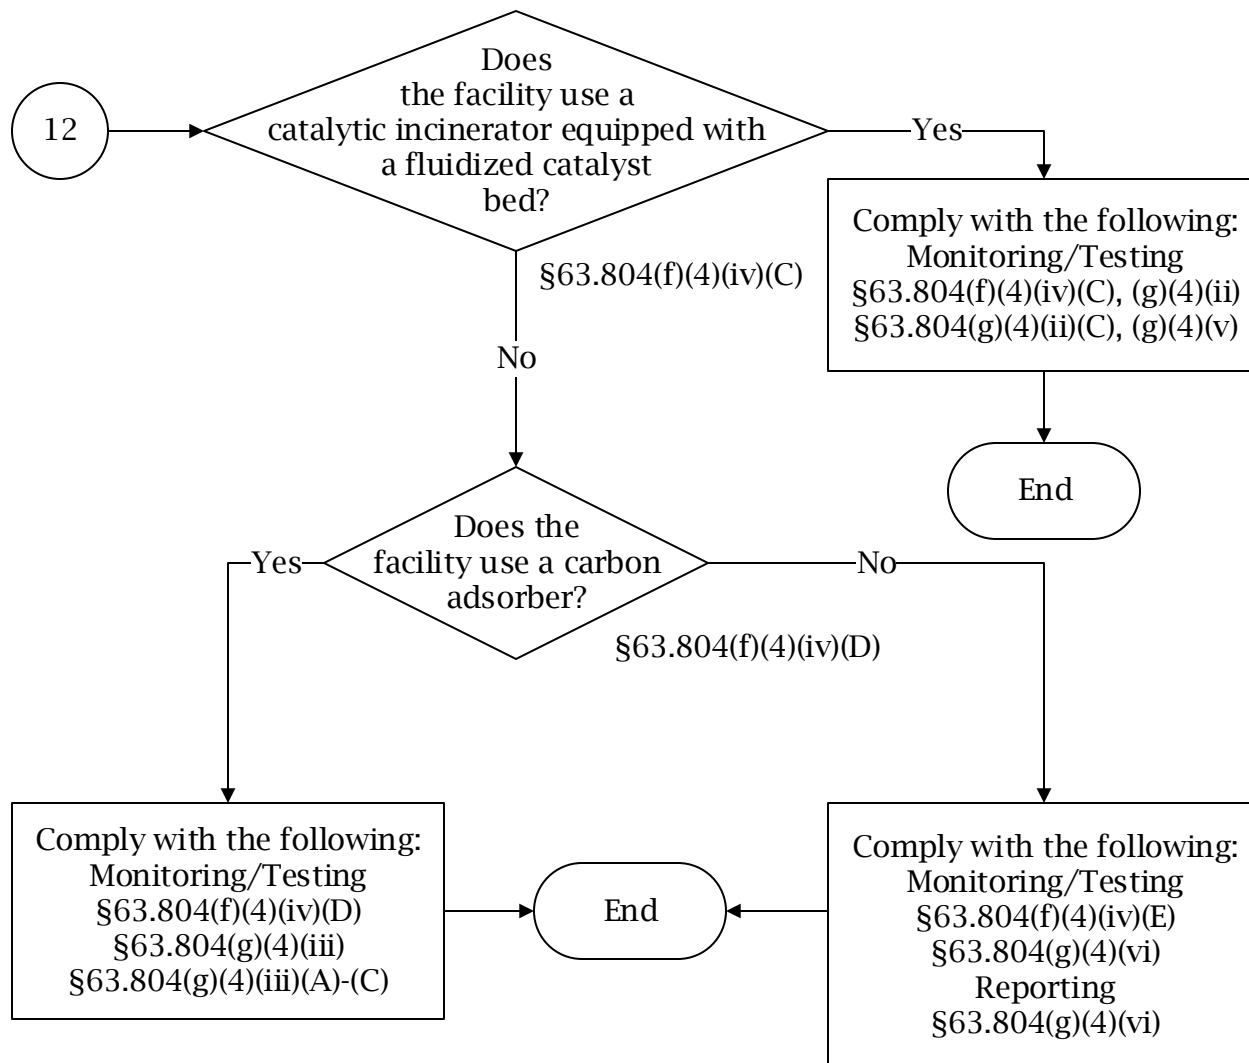 12
Does
the facility use a
catalytic incinerator equipped with
a fluidized catalyst
bed?
Yes
§63.804(f)(4)(iv)(C)
Comply with the following:
Monitoring/Testing
§63.804(f)(4)(iv)(C), (g)(4)(ii)
§63.804(g)(4)(ii)(C), (g)(4)(v)
No
End
Does the
facility use a carbon
adsorber?
Yes
No
§63.804(f)(4)(iv)(D)
Comply with the following:
Monitoring/Testing
§63.804(f)(4)(iv)(D)
§63.804(g)(4)(iii)
§63.804(g)(4)(iii)(A)-(C)
End
Comply with the following:
Monitoring/Testing
§63.804(f)(4)(iv)(E)
§63.804(g)(4)(vi)
Reporting
§63.804(g)(4)(vi)